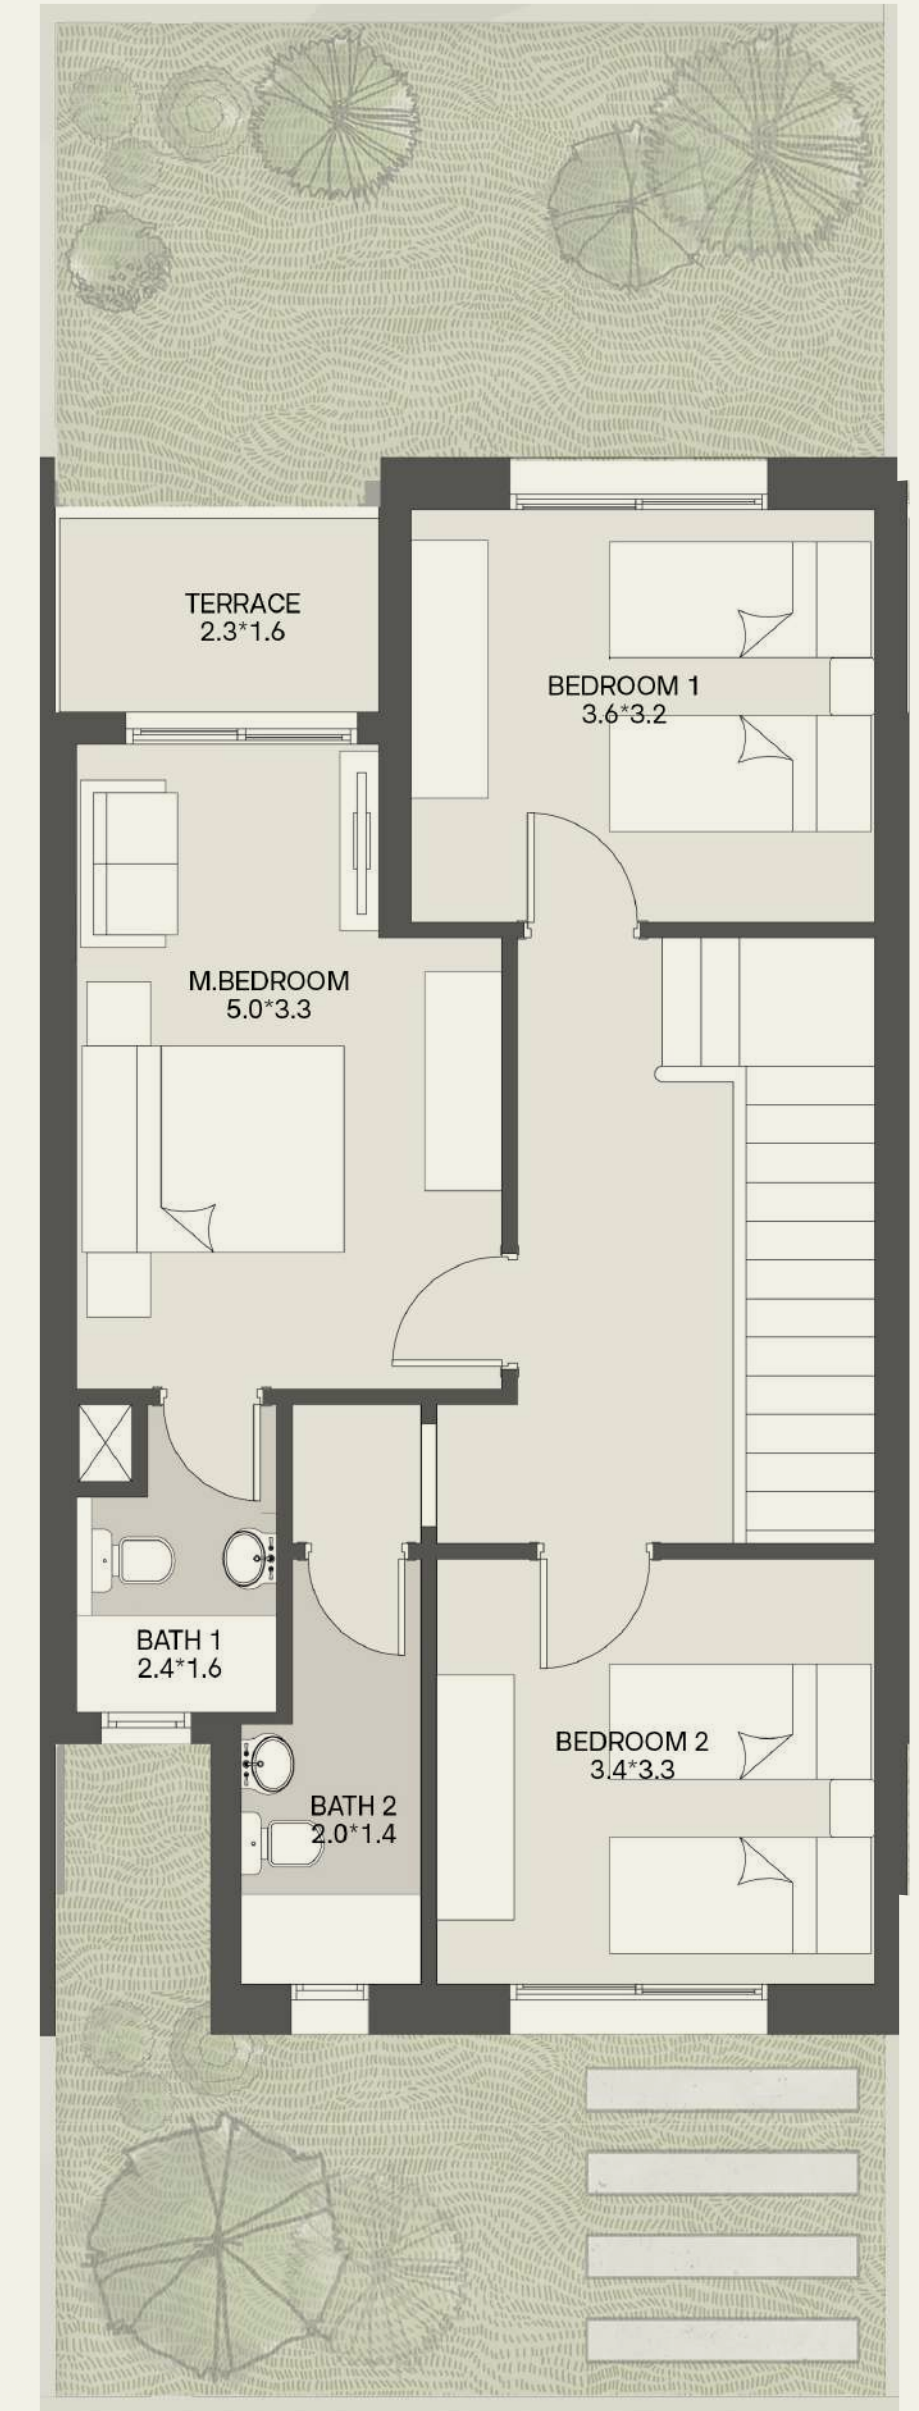 TERRACE
2.3*1.6
BEDROOM 1
3.6*3.2
M.BEDROOM
5.0*3.3
BATH 1
2.4*1.6
BEDROOM 2
3.4*3.3
BATH 2
2.0*1.4